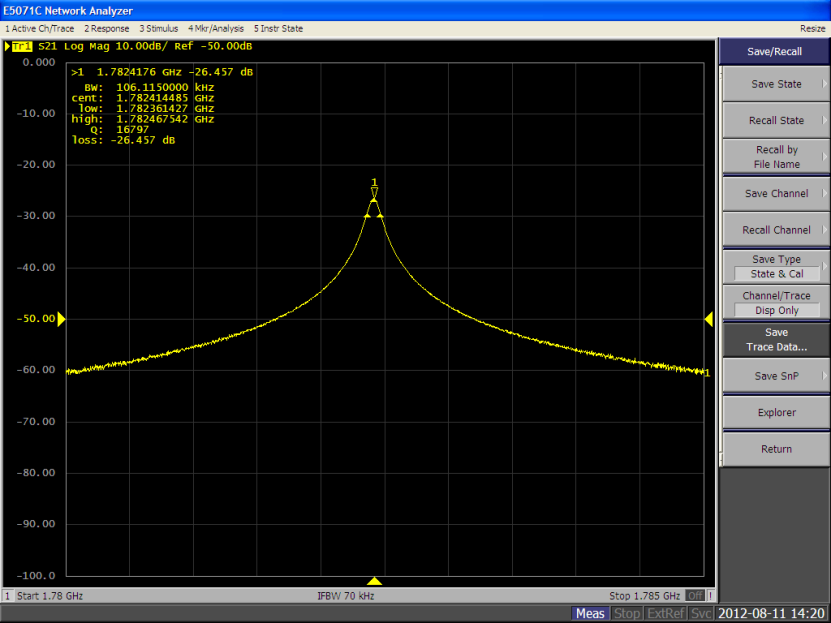 E5071C Network Analyzer
1 Active Ch/Trace 2 Response 3 Stimulus 4 Mkr/Analysis 5 Instr State Resize
Tr1 S21 Log Mag 10.00dB/ Ref -50.00dB
0.000
-10.00
-20.00
-30.00
-40.00
-50.00
-60.00
-70.00
-80.00
-90.00
-100.0
>1 1.7824176 GHz -26.457 dB
BW: 106.1150000 kHz
cent: 1.782414485 GHz
low: 1.782361427 GHz
high: 1.782467542 GHz
Q: 16797
loss: -26.457 dB
1
1
1 Start 1.78 GHz IFBW 70 kHz Stop 1.785 GHz Off !
Save/Recall
Save State
Recall State
Recall by
File Name
Save Channel
Recall Channel
Save Type
State & Cal
Channel/Trace
Disp Only
Save
Trace Data...
Save SnP
Explorer
Return
Meas Stop ExtRef Svc 2012-08-11 14:20